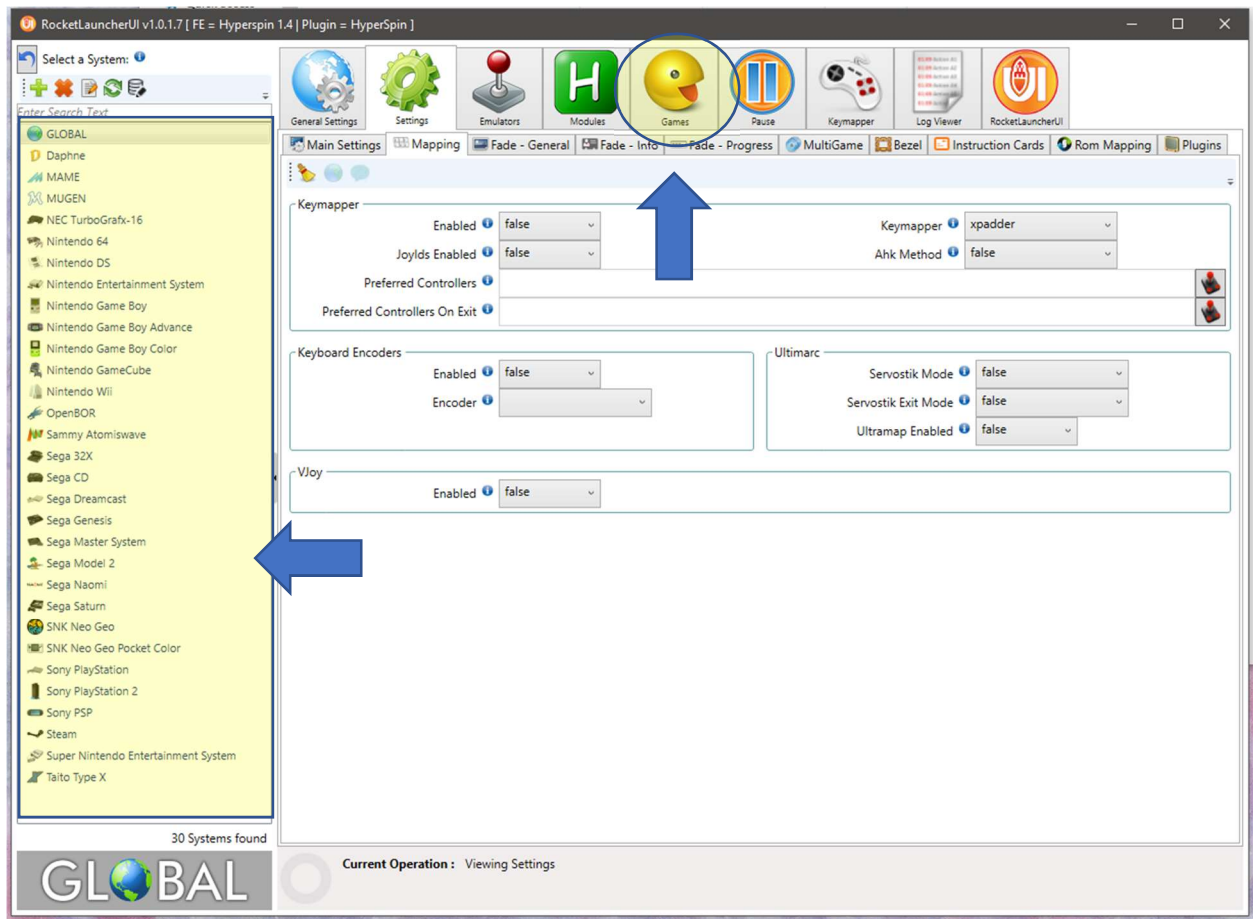 RocketLauncherUI v1.0.1.7 [ FE = Hyperspin 1.4 | Plugin = HyperSpin ]
Select a System:
Enter Search Text
GLOBAL
Daphne
MAME
MUGEN
NEC TurboGrafx-16
Nintendo 64
Nintendo DS
Nintendo Entertainment System
Nintendo Game Boy
Nintendo Game Boy Advance
Nintendo Game Boy Color
Nintendo GameCube
Nintendo Wii
OpenBOR
Sammy Atomiswave
Sega 32X
Sega CD
Sega Dreamcast
Sega Genesis
Sega Master System
Sega Model 2
Sega Naomi
Sega Saturn
SNK Neo Geo
SNK Neo Geo Pocket Color
Sony PlayStation
Sony PlayStation 2
Sony PSP
Steam
Super Nintendo Entertainment System
Taito Type X
30 Systems found
GLOBAL
General Settings Settings Emulators Modules Games Pause Keymapper Log Viewer RocketLauncherUI
Main Settings Mapping Fade - General Fade - Info Fade - Progress MultiGame Bezel Instruction Cards Rom Mapping Plugins
Keymapper
Enabled false Keymapper xpadder
JoyIds Enabled false Ahk Method false
Preferred Controllers
Preferred Controllers On Exit
Keyboard Encoders
Enabled false
Encoder
Ultimarc
Servostik Mode false
Servostik Exit Mode false
Ultramap Enabled false
VJoy
Enabled false
Current Operation : Viewing Settings